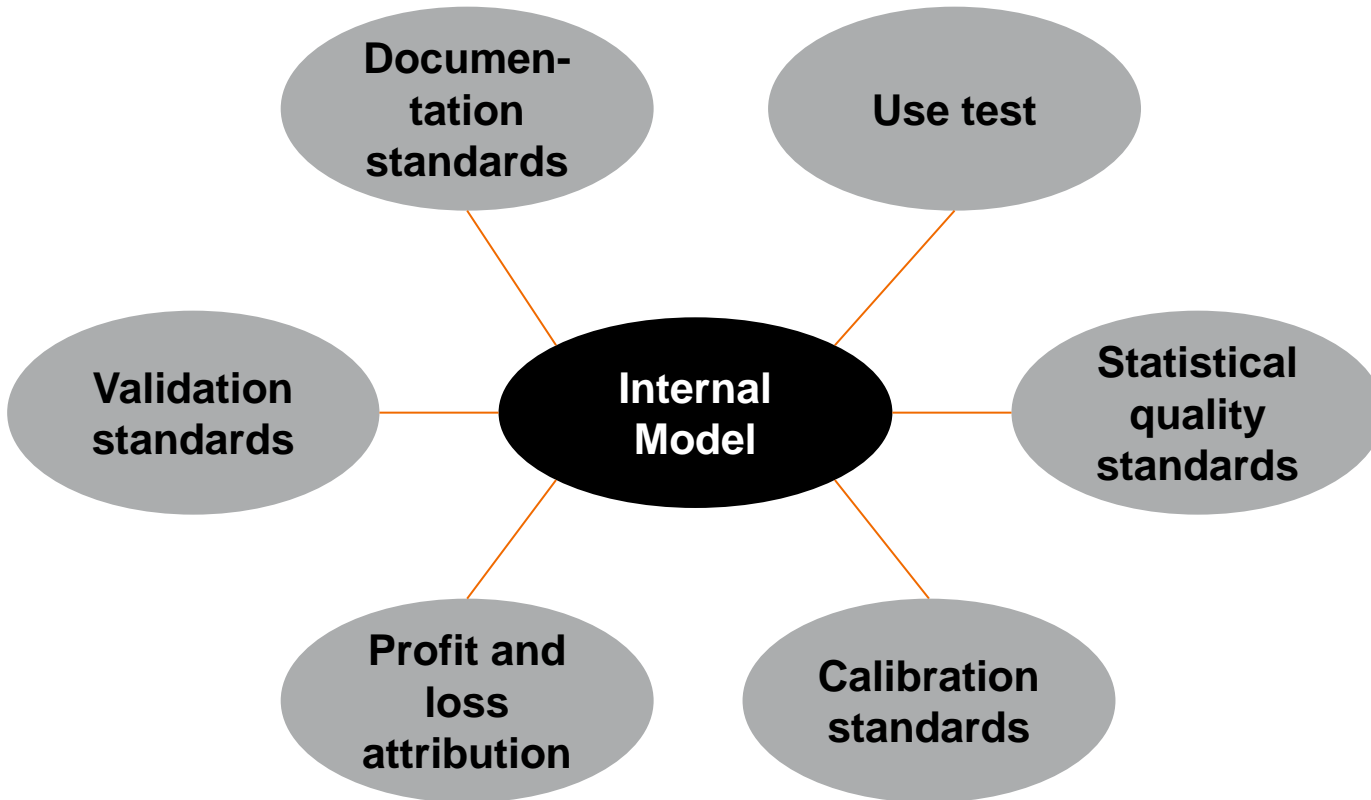 Documen-
tation
standards
Use test
Validation
standards
Internal
Model
Statistical
quality
standards
Profit and
loss
attribution
Calibration
standards